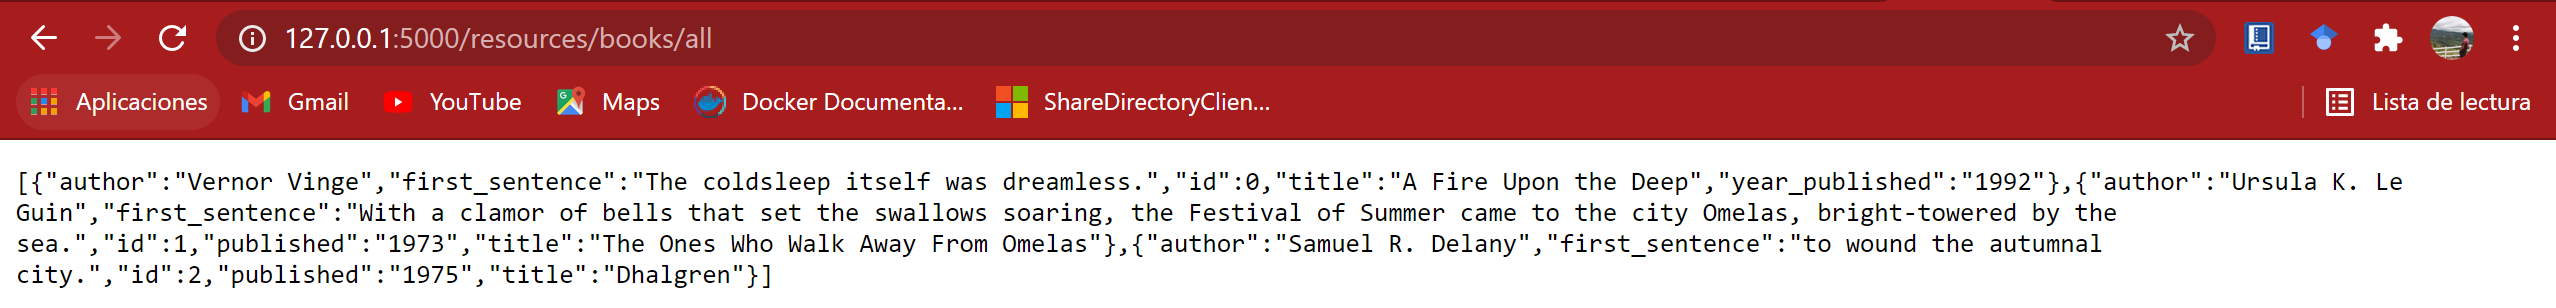 127.0.0.1:5000/resources/books/all
Aplicaciones Gmail YouTube Maps Docker Documenta... ShareDirectoryClien... Lista de lectura
[{"author":"Vernor Vinge","first_sentence":"The coldsleep itself was dreamless.","id":0,"title":"A Fire Upon the Deep","year_published":"1992"},{"author":"Ursula K. Le
Guin","first_sentence":"With a clamor of bells that set the swallows soaring, the Festival of Summer came to the city Omelas, bright-towered by the
sea.","id":1,"published":"1973","title":"The Ones Who Walk Away From Omelas"},{"author":"Samuel R. Delany","first_sentence":"to wound the autumnal
city.","id":2,"published":"1975","title":"Dhalgren"}]